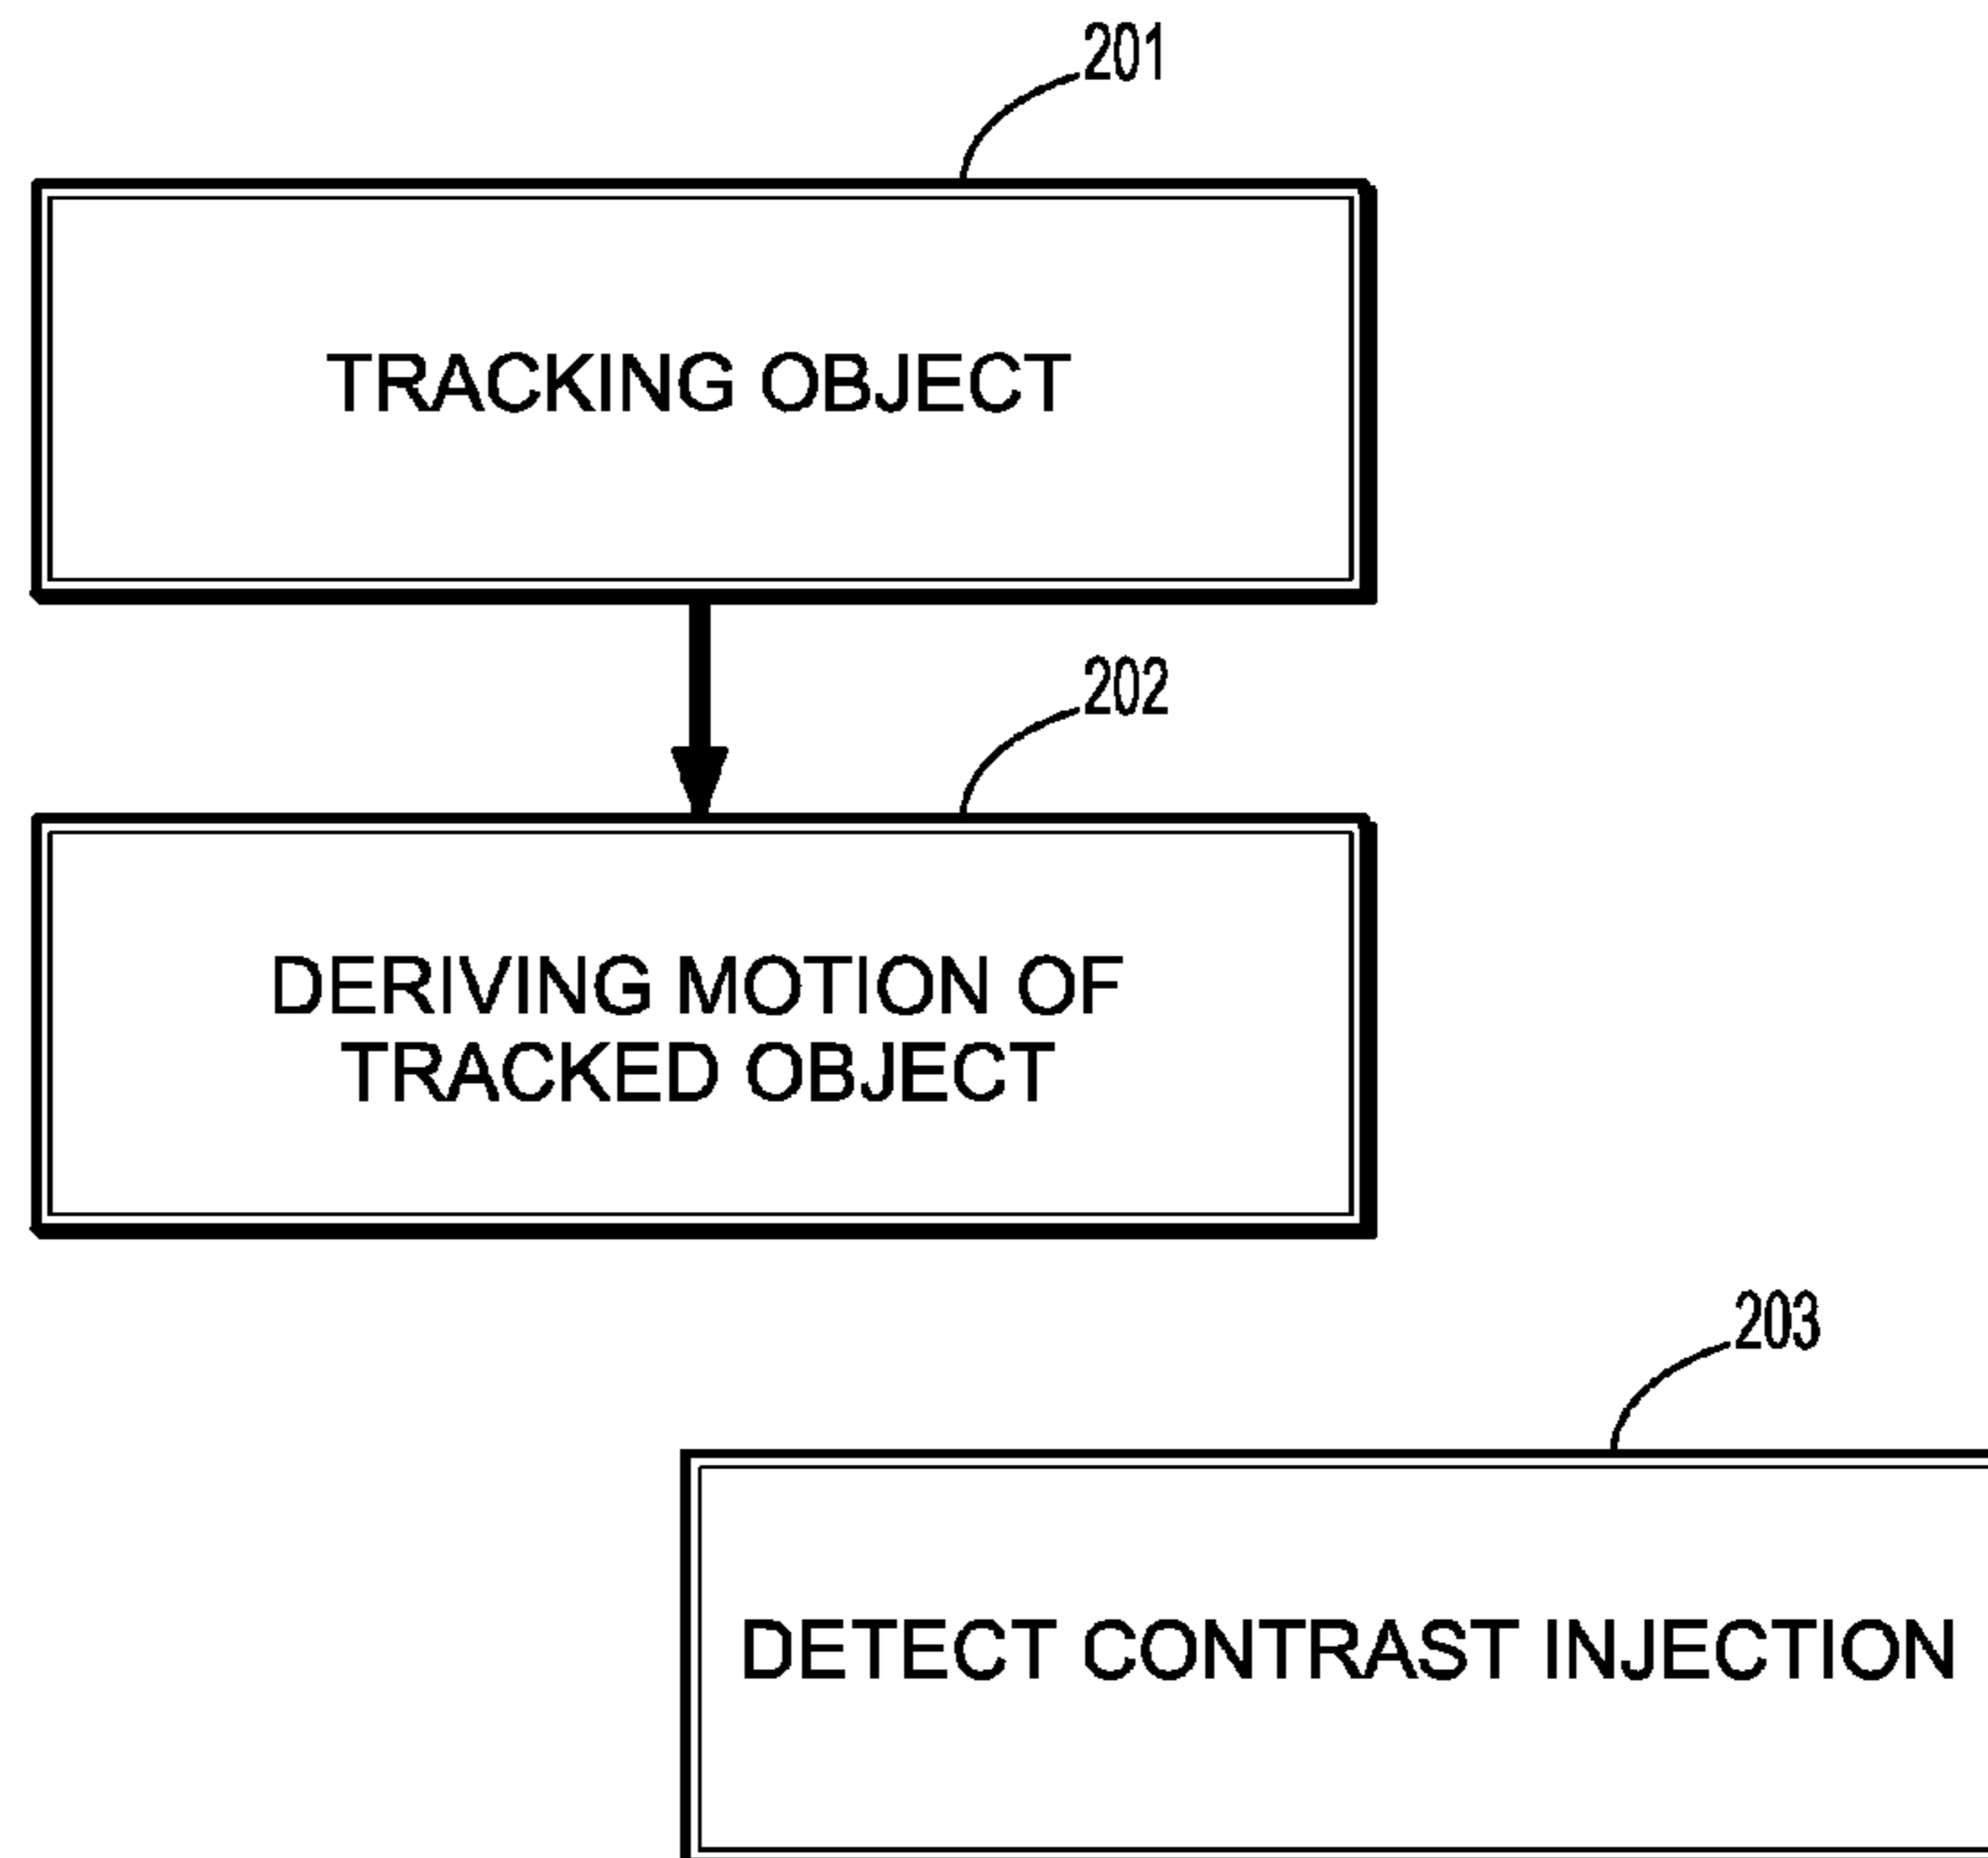 201
TRACKING OBJECT
202
DERIVING MOTION OF
TRACKED OBJECT
203
DETECT CONTRAST INJECTION